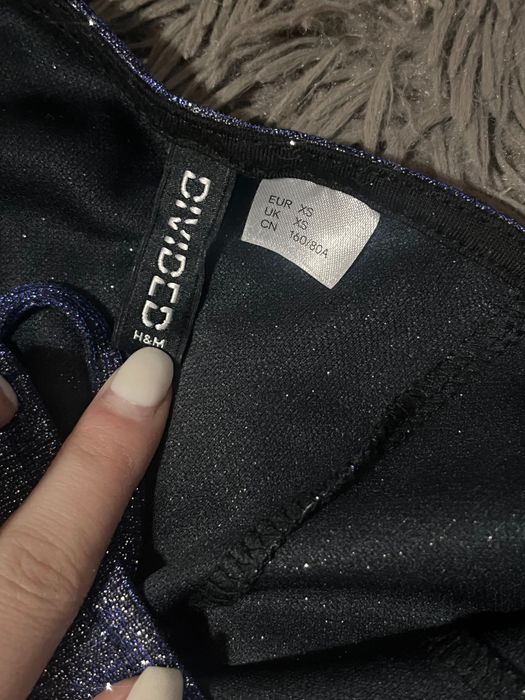 DIVIDED
H&M
EUR XS
UK XS
CN 160/80A